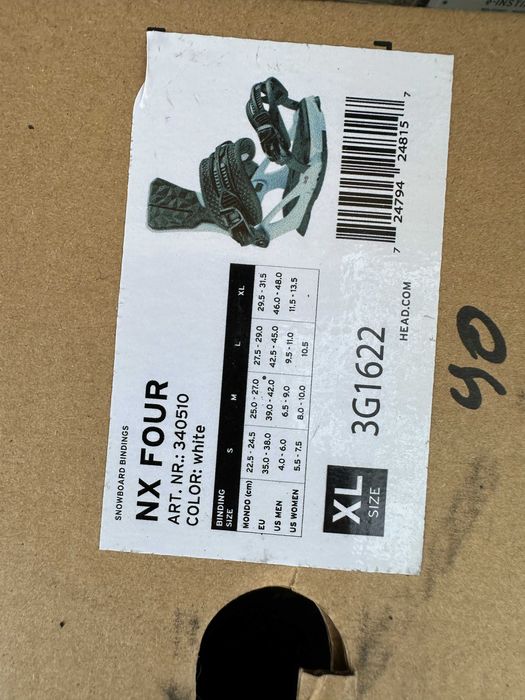 SNOWBOARD BINDINGS
NX FOUR
ART. NR.: 340510
COLOR: white
BINDING SIZE S M L XL
MONDO (cm) 22.5 - 24.5 25.0 - 27.0 27.5 - 29.0 29.5 - 31.5
EU 35.0 - 38.0 39.0 - 42.0 42.5 - 45.0 46.0 - 48.0
US MEN 4.0 - 6.0 6.5 - 9.0 9.5 - 11.0 11.5 - 13.5
US WOMEN 5.5 - 7.5 8.0 - 10.0 10.5 -
XL
SIZE
3G1622
HEAD.COM
7 24794 24815 7
40